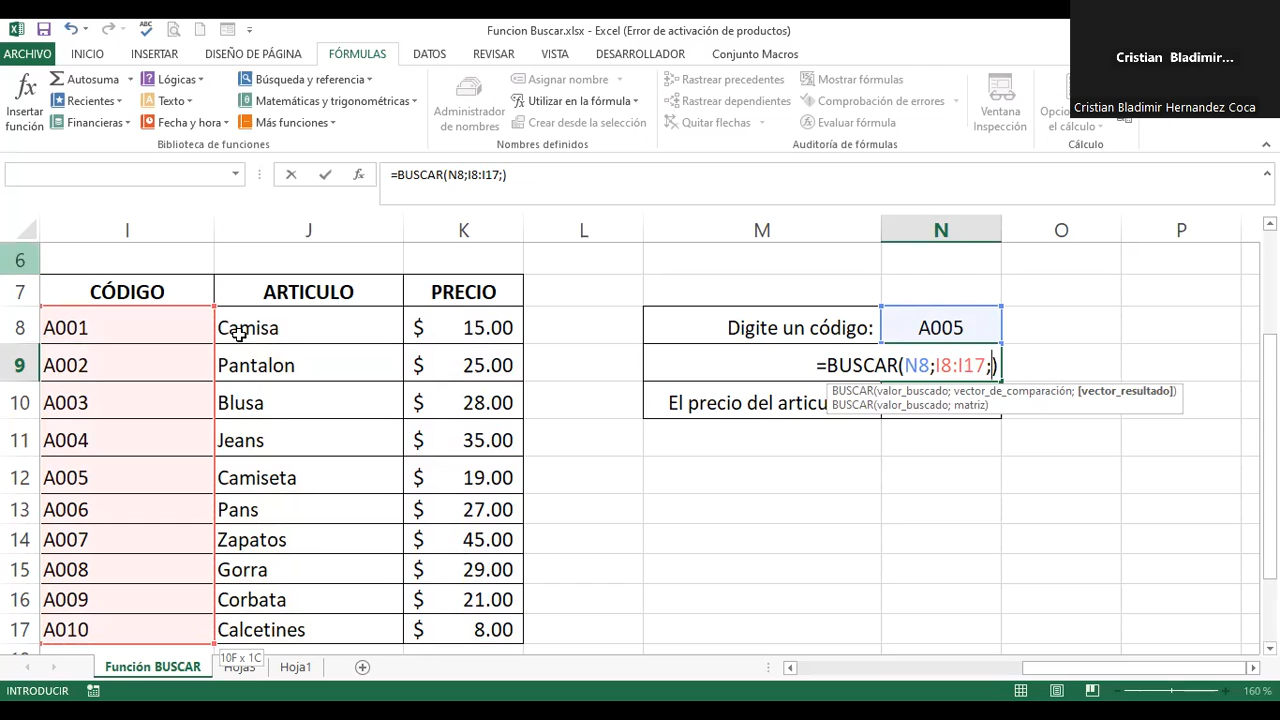 Funcion Buscar.xlsx - Excel (Error de activación de productos)
Cristian Bladimir...
Cristian Bladimir Hernandez Coca
ARCHIVO INICIO INSERTAR DISEÑO DE PÁGINA FÓRMULAS DATOS REVISAR VISTA DESARROLLADOR Conjunto Macros
Insertar función
Autosuma
Recientes
Financieras
Lógicas
Texto
Fecha y hora
Búsqueda y referencia
Matemáticas y trigonométricas
Más funciones
Biblioteca de funciones
Administrador de nombres
Asignar nombre
Utilizar en la fórmula
Crear desde la selección
Nombres definidos
Rastrear precedentes
Rastrear dependientes
Quitar flechas
Mostrar fórmulas
Comprobación de errores
Evaluar fórmula
Auditoría de fórmulas
Ventana Inspección
el cálculo
Cálculo
fx =BUSCAR(N8;I8:I17;)
I J K L M N O P
6
7 CÓDIGO ARTICULO PRECIO
8 A001 Camisa $ 15.00 Digite un código: A005
9 A002 Pantalon $ 25.00 =BUSCAR(N8;I8:I17;)
BUSCAR(valor_buscado; vector_de_comparación; [vector_resultado])
BUSCAR(valor_buscado; matriz)
10 A003 Blusa $ 28.00 El precio del articu
11 A004 Jeans $ 35.00
12 A005 Camiseta $ 19.00
13 A006 Pans $ 27.00
14 A007 Zapatos $ 45.00
15 A008 Gorra $ 29.00
16 A009 Corbata $ 21.00
17 A010 Calcetines $ 8.00
10F x 1C
Función BUSCAR Hoja1
INTRODUCIR 160 %